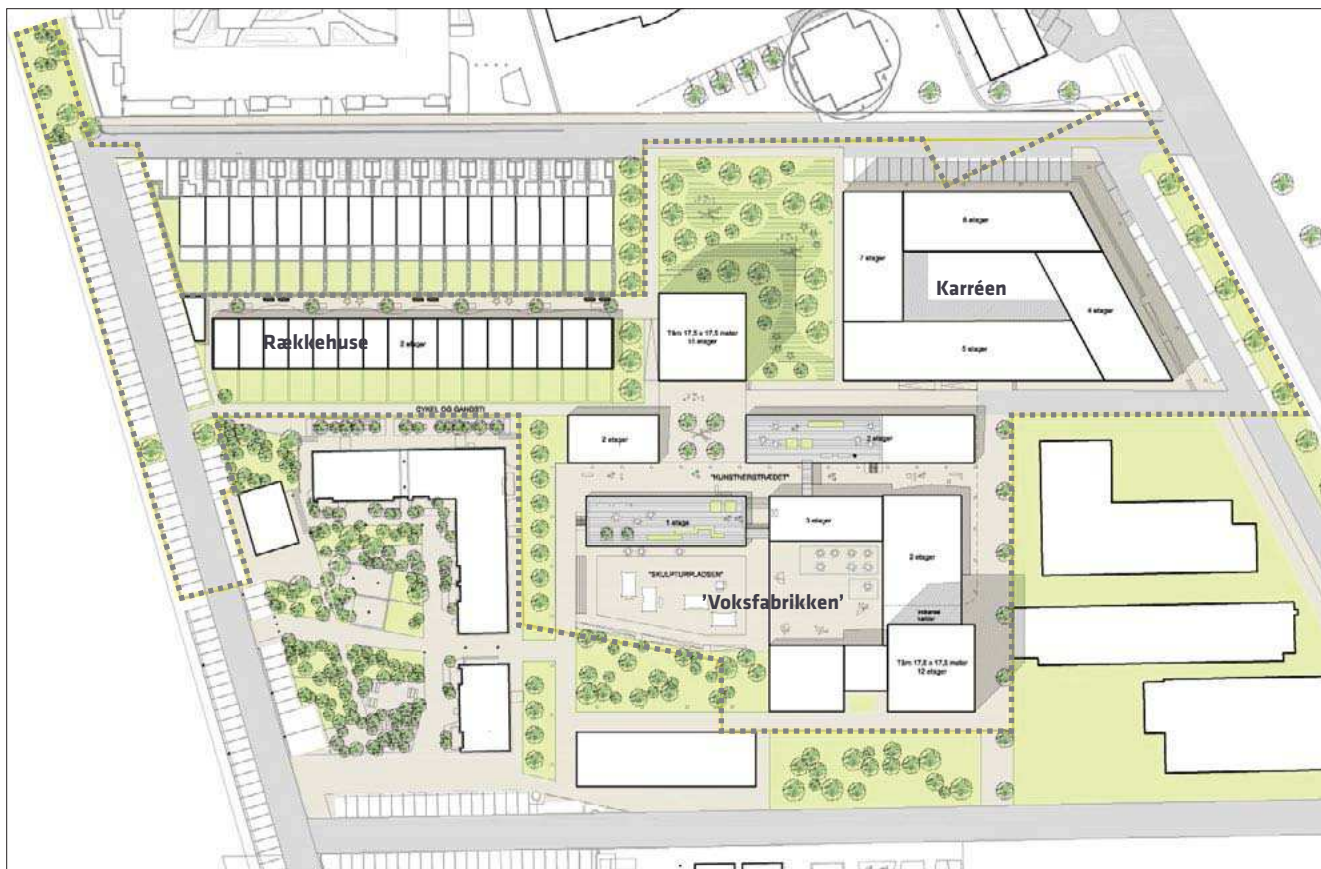 6 etager
7 etager
Karréen
4 etager
5 etager
Rækkehuse
2 etager
Tårn 17,5 x 17,5 meter
CYKEL OG GANGSTI
2 etager
2 etager
"KUNSTNERSTRÆDET"
1 etage
3 etager
2 etager
"SKULPTURPLADSEN"
'Voksfabrikken'
Tårn 17,5 x 17,5 meter
12 etager